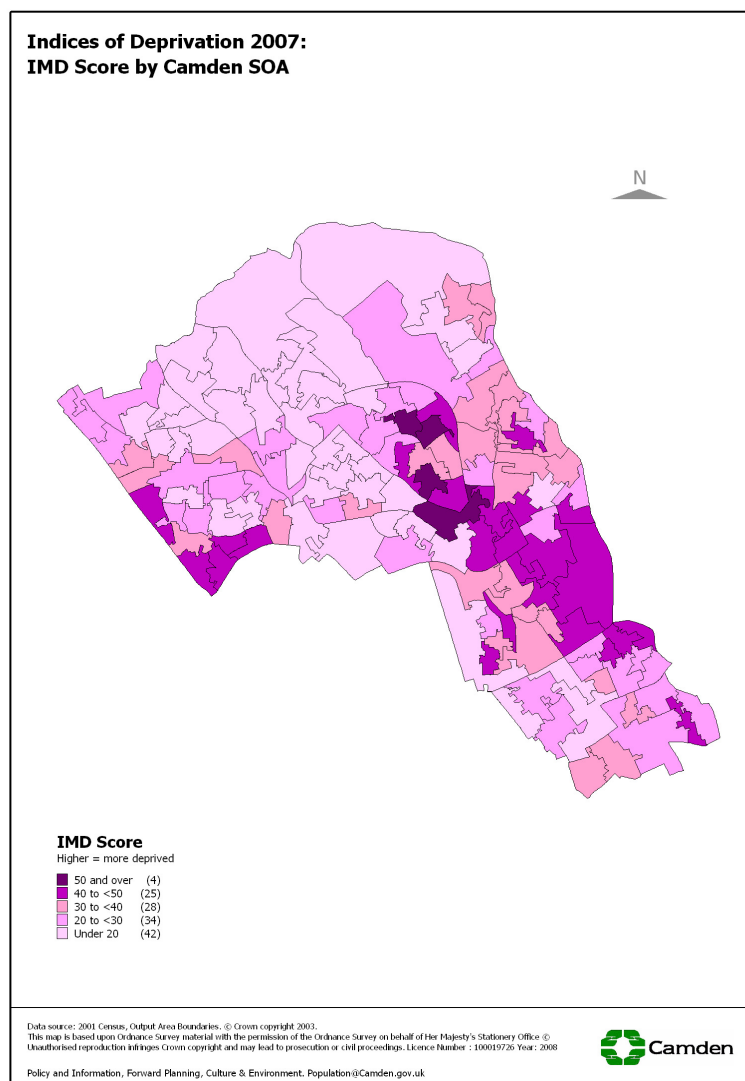 Indices of Deprivation 2007:
IMD Score by Camden SOA
N
IMD Score
Higher = more deprived
50 and over (4)
40 to <50 (25)
30 to <40 (28)
20 to <30 (34)
Under 20 (42)
Data source: 2001 Census, Output Area Boundaries. © Crown copyright 2003.
This map is based upon Ordnance Survey material with the permission of the Ordnance Survey on behalf of Her Majesty's Stationery Office ©
Unauthorised reproduction infringes Crown copyright and may lead to prosecution or civil proceedings. Licence Number : 100019726 Year: 2008
Camden
Policy and Information, Forward Planning, Culture & Environment. Population@Camden.gov.uk